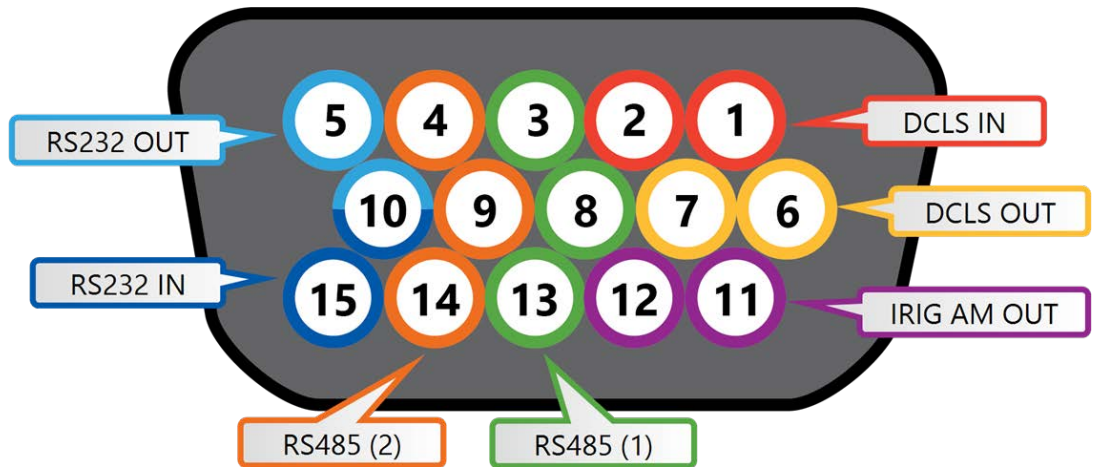 5 4 3 2 1
RS232 OUT
DCLS IN
10 9 8 7 6
DCLS OUT
RS232 IN
15 14 13 12 11
IRIG AM OUT
RS485 (2)
RS485 (1)